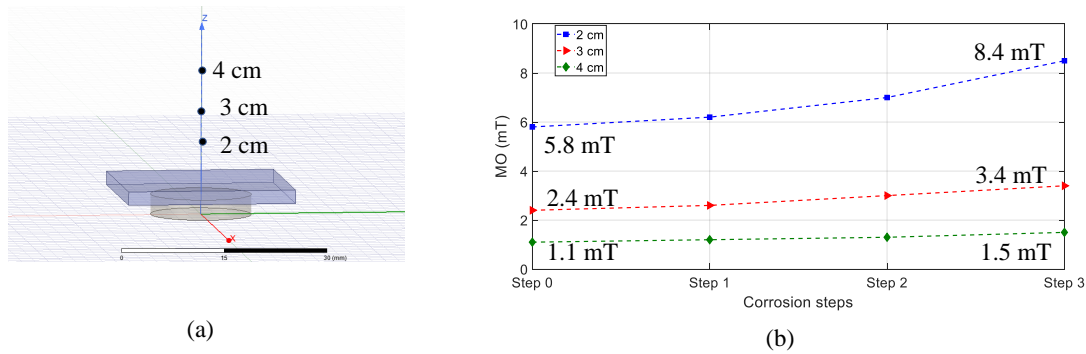 z
4 cm
3 cm
2 cm
x
0
15
30 (mm)
(a)
10
8
6
4
2
0
MO (mT)
2 cm
3 cm
4 cm
8.4 mT
5.8 mT
3.4 mT
2.4 mT
1.1 mT
1.5 mT
Step 0
Step 1
Step 2
Step 3
Corrosion steps
(b)